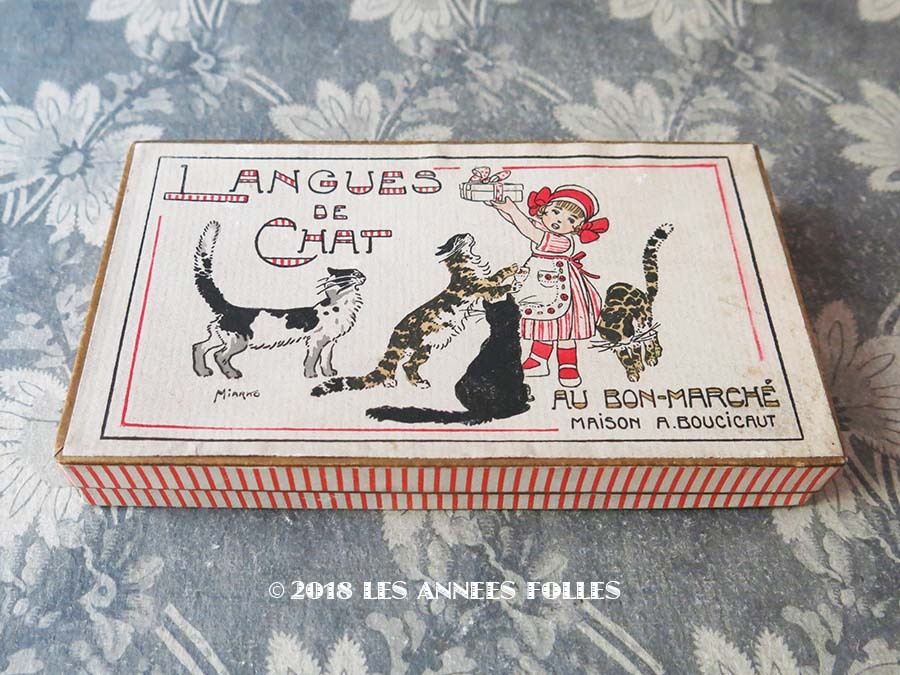 LANGUES
DE
CHAT
MIARKO
AU BON-MARCHÉ
MAISON A. BOUCICAUT
© 2018 LES ANNEES FOLLES